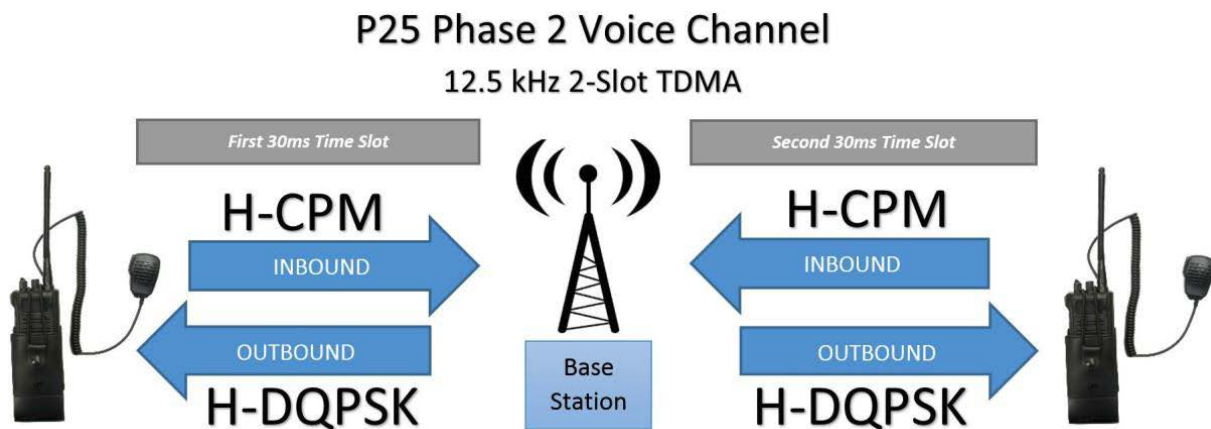 P25 Phase 2 Voice Channel
12.5 kHz 2-Slot TDMA
First 30ms Time Slot
Second 30ms Time Slot
H-CPM
H-CPM
INBOUND
INBOUND
OUTBOUND
OUTBOUND
H-DQPSK
H-DQPSK
Base
Station